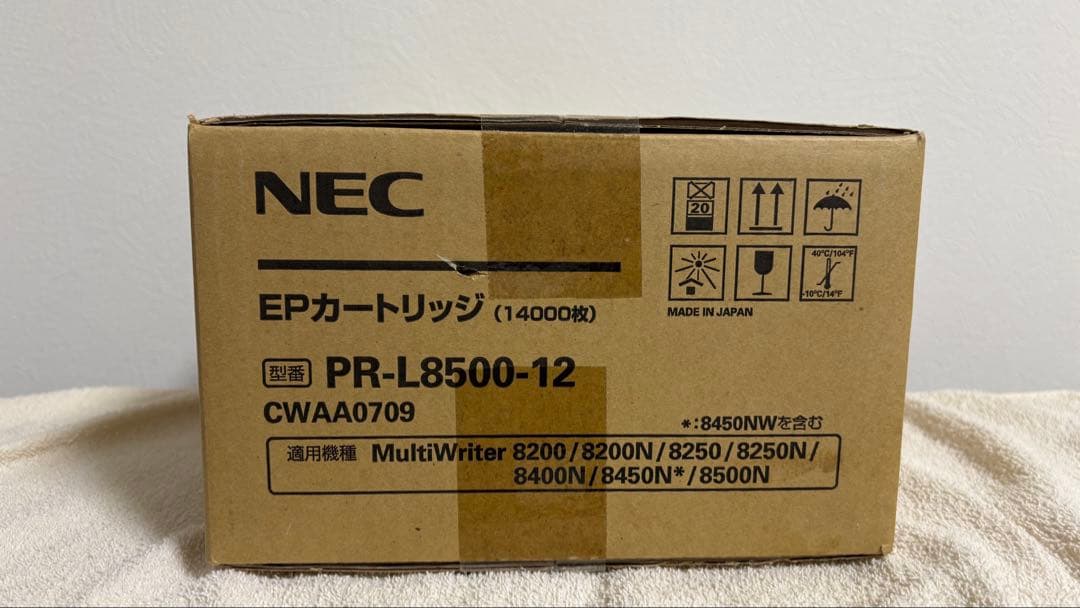 NEC
20
40°C/104°F
-10°C/14°F
MADE IN JAPAN
EPカートリッジ（14000枚）
型番 PR-L8500-12
CWAA0709
*:8450NWを含む
適用機種 MultiWriter 8200/8200N/8250/8250N/
8400N/8450N*/8500N